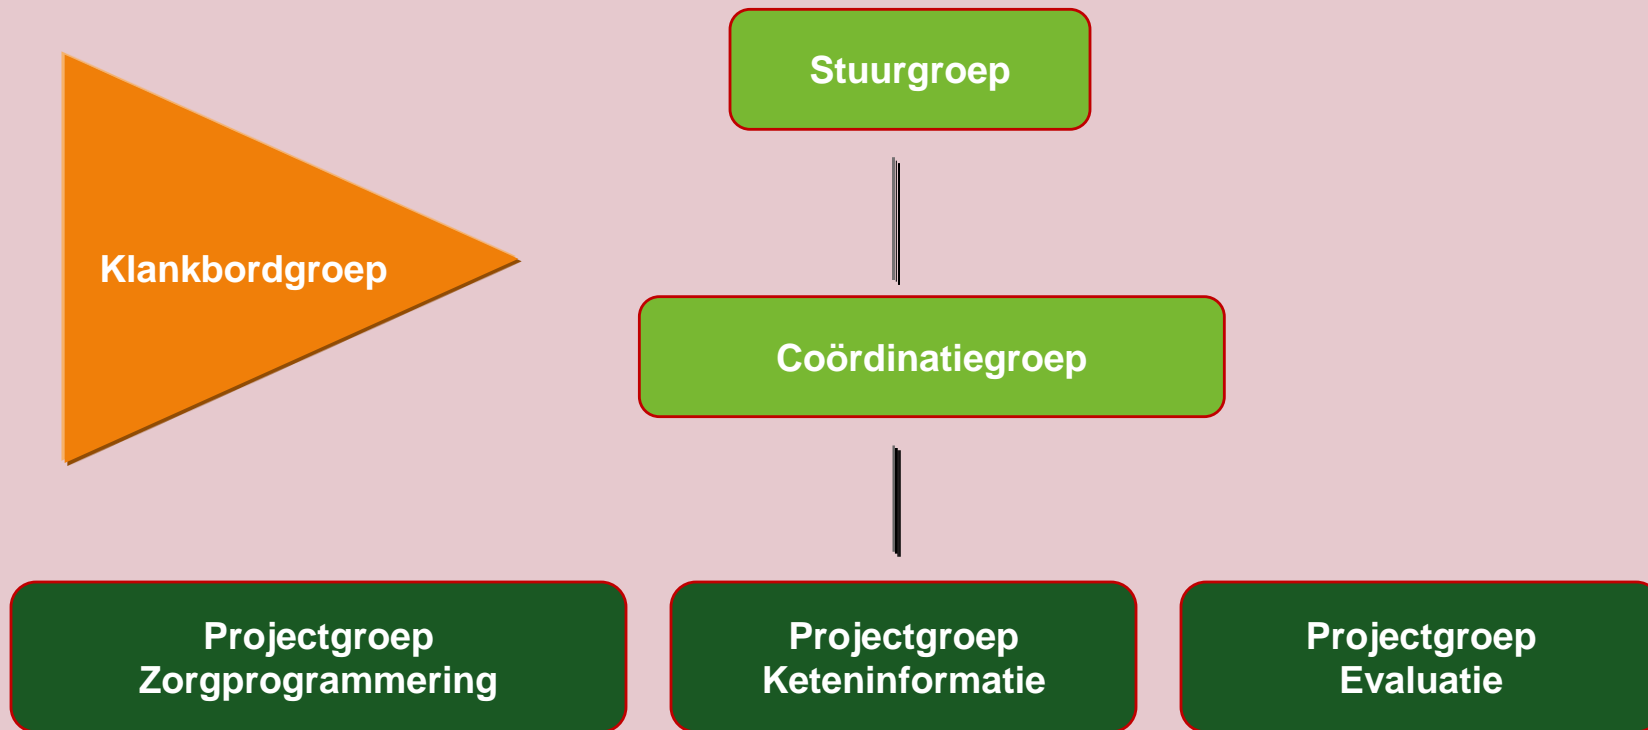 Stuurgroep
Klankbordgroep
Coördinatiegroep
Projectgroep
Zorgprogrammering
Projectgroep
Keteninformatie
Projectgroep
Evaluatie